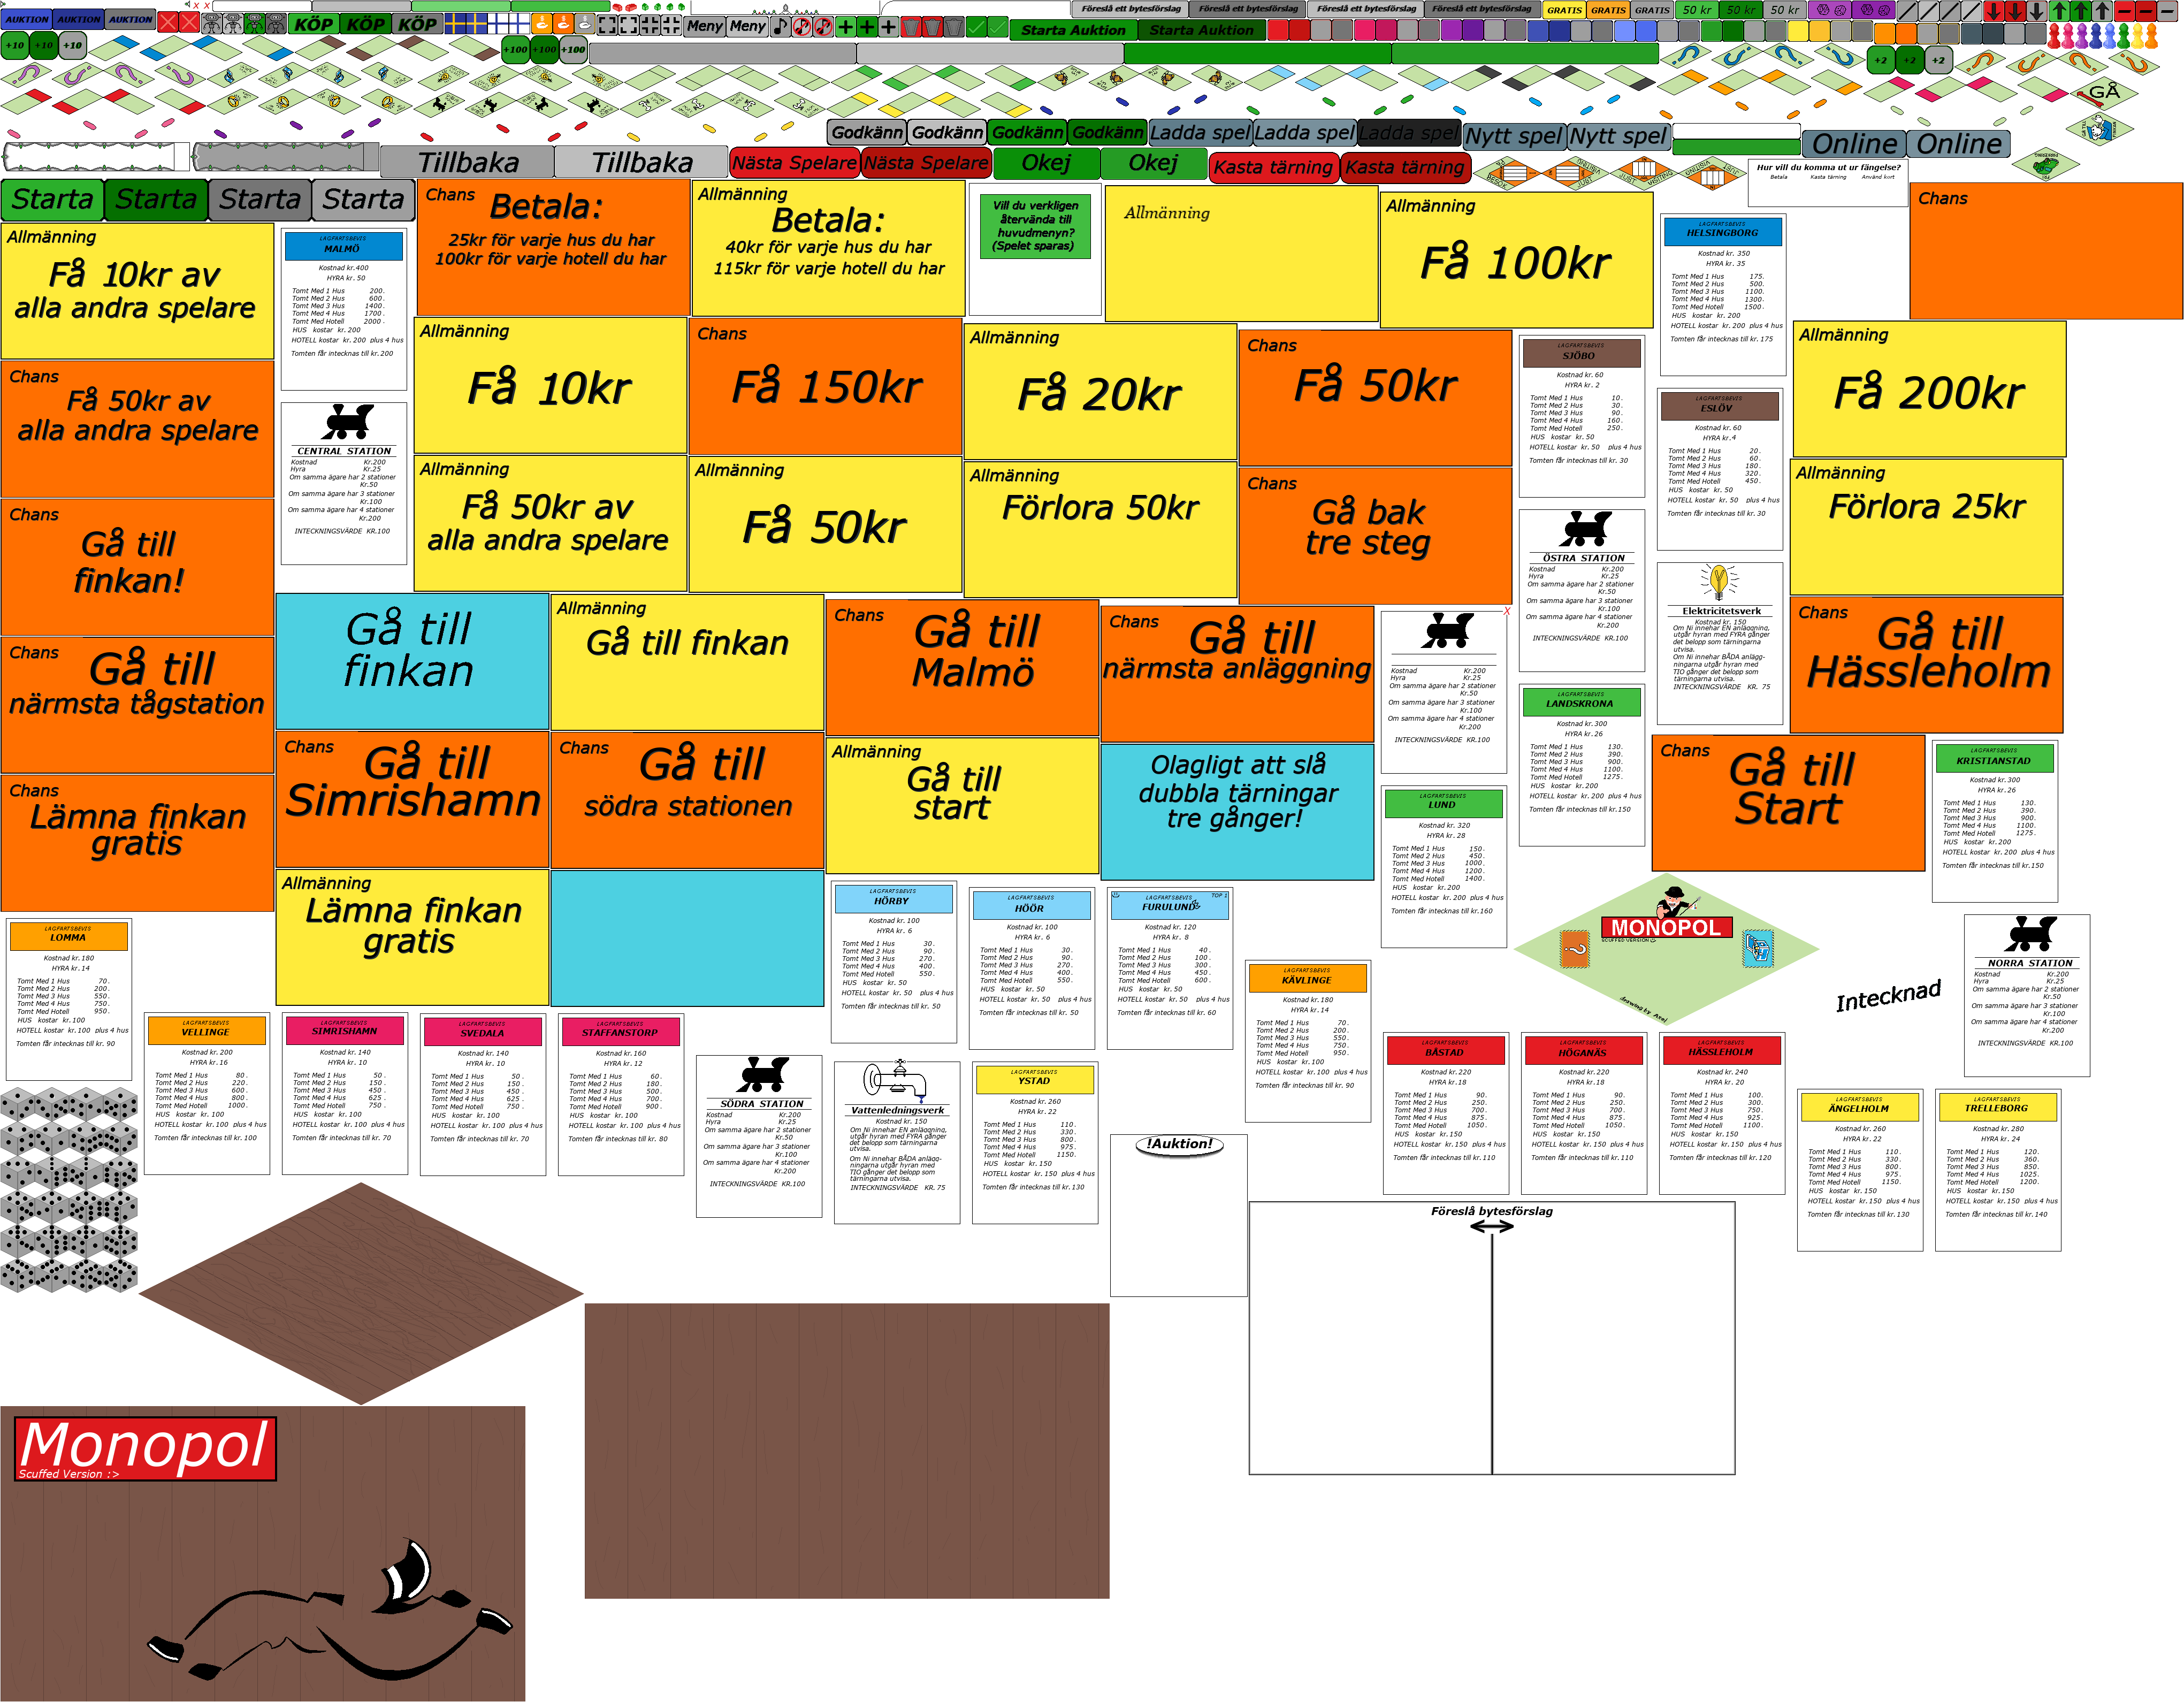 AUKTION AUKTION AUKTION
KÖP KÖP KÖP
Meny Meny
Föreslå ett bytesförslag Föreslå ett bytesförslag Föreslå ett bytesförslag Föreslå ett bytesförslag
GRATIS GRATIS GRATIS
50 kr 50 kr 50 kr
Starta Auktion Starta Auktion
+10 +10 +10
+100 +100 +100
+2 +2 +2
GÅ
Godkänn Godkänn Godkänn Godkänn
Ladda spel Ladda spel Ladda spel
Nytt spel Nytt spel
Online Online
Tillbaka Tillbaka
Nästa Spelare Nästa Spelare
Okej Okej
Kasta tärning Kasta tärning
Hur vill du komma ut ur fängelse?
Betala Kasta tärning Använd kort
Starta Starta Starta Starta
Chans
Betala:
25kr för varje hus du har
100kr för varje hotell du har
Allmänning
Betala:
40kr för varje hus du har
115kr för varje hotell du har
Vill du verkligen
återvända till
huvudmenyn?
(Spelet sparas)
Allmänning
Allmänning
Få 100kr
Chans
Allmänning
Få 10kr av
alla andra spelare
LAGFARTSBEVIS
MALMÖ
Kostnad kr.400
HYRA kr. 50
Tomt Med 1 Hus 200.
Tomt Med 2 Hus 600.
Tomt Med 3 Hus 1400.
Tomt Med 4 Hus 1700.
Tomt Med Hotell 2000.
HUS kostar kr.200
HOTELL kostar kr.200 plus 4 hus
Tomten får intecknas till kr.200
LAGFARTSBEVIS
HELSINGBORG
Kostnad kr. 350
HYRA kr. 35
Tomt Med 1 Hus 175.
Tomt Med 2 Hus 500.
Tomt Med 3 Hus 1100.
Tomt Med 4 Hus 1300.
Tomt Med Hotell 1500.
HUS kostar kr. 200
HOTELL kostar kr. 200 plus 4 hus
Tomten får intecknas till kr. 175
Allmänning
Få 10kr
Chans
Få 150kr
Allmänning
Få 20kr
Chans
Få 50kr
LAGFARTSBEVIS
SJÖBO
Kostnad kr.60
HYRA kr. 2
Tomt Med 1 Hus 10.
Tomt Med 2 Hus 30.
Tomt Med 3 Hus 90.
Tomt Med 4 Hus 160.
Tomt Med Hotell 250.
HUS kostar kr.50
HOTELL kostar kr.50 plus 4 hus
Tomten får intecknas till kr. 30
Allmänning
Få 200kr
Chans
Få 50kr av
alla andra spelare
CENTRAL STATION
Kostnad Kr.200
Hyra Kr.25
Om samma ägare har 2 stationer
Kr.50
Om samma ägare har 3 stationer
Kr.100
Om samma ägare har 4 stationer
Kr.200
INTECKNINGSVÄRDE KR.100
LAGFARTSBEVIS
ESLÖV
Kostnad kr.60
HYRA kr.4
Tomt Med 1 Hus 20.
Tomt Med 2 Hus 60.
Tomt Med 3 Hus 180.
Tomt Med 4 Hus 320.
Tomt Med Hotell 450.
HUS kostar kr. 50
HOTELL kostar kr. 50 plus 4 hus
Tomten får intecknas till kr. 30
Allmänning
Få 50kr av
alla andra spelare
Allmänning
Få 50kr
Allmänning
Förlora 50kr
Chans
Gå bak
tre steg
Allmänning
Förlora 25kr
Chans
Gå till
finkan!
ÖSTRA STATION
Kostnad Kr.200
Hyra Kr.25
Om samma ägare har 2 stationer
Kr.50
Om samma ägare har 3 stationer
Kr.100
Om samma ägare har 4 stationer
Kr.200
INTECKNINGSVÄRDE KR.100
Elektricitetsverk
Kostnad kr. 150
Om Ni innehar EN anläggning,
utgår hyran med FYRA gånger
det belopp som tärningarna
utvisa.
Om Ni innehar BÅDA anlägg-
ningarna utgår hyran med
TIO gånger det belopp som
tärningarna utvisa.
INTECKNINGSVÄRDE KR. 75
Gå till
finkan
Allmänning
Gå till finkan
Chans
Gå till
Malmö
Chans
Gå till
närmsta anläggning
X
Kostnad Kr.200
Hyra Kr.25
Om samma ägare har 2 stationer
Kr.50
Om samma ägare har 3 stationer
Kr.100
Om samma ägare har 4 stationer
Kr.200
INTECKNINGSVÄRDE KR.100
Chans
Gå till
Hässleholm
Chans
Gå till
närmsta tågstation
LAGFARTSBEVIS
LANDSKRONA
Kostnad kr.300
HYRA kr.26
Tomt Med 1 Hus 130.
Tomt Med 2 Hus 390.
Tomt Med 3 Hus 900.
Tomt Med 4 Hus 1100.
Tomt Med Hotell 1275.
HUS kostar kr.200
HOTELL kostar kr. 200 plus 4 hus
Tomten får intecknas till kr.150
Chans
Gå till
Simrishamn
Chans
Gå till
södra stationen
Allmänning
Gå till
start
Olagligt att slå
dubbla tärningar
tre gånger!
Chans
Gå till
Start
LAGFARTSBEVIS
KRISTIANSTAD
Kostnad kr.300
HYRA kr.26
Tomt Med 1 Hus 130.
Tomt Med 2 Hus 390.
Tomt Med 3 Hus 900.
Tomt Med 4 Hus 1100.
Tomt Med Hotell 1275.
HUS kostar kr.200
HOTELL kostar kr. 200 plus 4 hus
Tomten får intecknas till kr.150
Chans
Lämna finkan
gratis
LAGFARTSBEVIS
LUND
Kostnad kr. 320
HYRA kr. 28
Tomt Med 1 Hus 150.
Tomt Med 2 Hus 450.
Tomt Med 3 Hus 1000.
Tomt Med 4 Hus 1200.
Tomt Med Hotell 1400.
HUS kostar kr.200
HOTELL kostar kr. 200 plus 4 hus
Tomten får intecknas till kr.160
Allmänning
Lämna finkan
gratis
LAGFARTSBEVIS
HÖRBY
Kostnad kr. 100
HYRA kr. 6
Tomt Med 1 Hus 30.
Tomt Med 2 Hus 90.
Tomt Med 3 Hus 270.
Tomt Med 4 Hus 400.
Tomt Med Hotell 550.
HUS kostar kr. 50
HOTELL kostar kr. 50 plus 4 hus
Tomten får intecknas till kr. 50
LAGFARTSBEVIS
HÖÖR
Kostnad kr.100
HYRA kr. 6
Tomt Med 1 Hus 30.
Tomt Med 2 Hus 90.
Tomt Med 3 Hus 270.
Tomt Med 4 Hus 400.
Tomt Med Hotell 550.
HUS kostar kr. 50
HOTELL kostar kr. 50 plus 4 hus
Tomten får intecknas till kr. 50
TOP 1
LAGFARTSBEVIS
FURULUND
Kostnad kr. 120
HYRA kr. 8
Tomt Med 1 Hus 40.
Tomt Med 2 Hus 100.
Tomt Med 3 Hus 300.
Tomt Med 4 Hus 450.
Tomt Med Hotell 600.
HUS kostar kr. 50
HOTELL kostar kr. 50 plus 4 hus
Tomten får intecknas till kr. 60
MONOPOL
SCUFFED VERSION
drawing by Axel
Intecknad
NORRA STATION
Kostnad Kr.200
Hyra Kr.25
Om samma ägare har 2 stationer
Kr.50
Om samma ägare har 3 stationer
Kr.100
Om samma ägare har 4 stationer
Kr.200
INTECKNINGSVÄRDE KR.100
LAGFARTSBEVIS
LOMMA
Kostnad kr.180
HYRA kr.14
Tomt Med 1 Hus 70.
Tomt Med 2 Hus 200.
Tomt Med 3 Hus 550.
Tomt Med 4 Hus 750.
Tomt Med Hotell 950.
HUS kostar kr.100
HOTELL kostar kr.100 plus 4 hus
Tomten får intecknas till kr. 90
LAGFARTSBEVIS
KÄVLINGE
Kostnad kr.180
HYRA kr.14
Tomt Med 1 Hus 70.
Tomt Med 2 Hus 200.
Tomt Med 3 Hus 550.
Tomt Med 4 Hus 750.
Tomt Med Hotell 950.
HUS kostar kr.100
HOTELL kostar kr.100 plus 4 hus
Tomten får intecknas till kr. 90
LAGFARTSBEVIS
VELLINGE
Kostnad kr. 200
HYRA kr.16
Tomt Med 1 Hus 80.
Tomt Med 2 Hus 220.
Tomt Med 3 Hus 600.
Tomt Med 4 Hus 800.
Tomt Med Hotell 1000.
HUS kostar kr. 100
HOTELL kostar kr.100 plus 4 hus
Tomten får intecknas till kr.100
LAGFARTSBEVIS
SIMRISHAMN
Kostnad kr.140
HYRA kr. 10
Tomt Med 1 Hus 50.
Tomt Med 2 Hus 150.
Tomt Med 3 Hus 450.
Tomt Med 4 Hus 625.
Tomt Med Hotell 750.
HUS kostar kr.100
HOTELL kostar kr.100 plus 4 hus
Tomten får intecknas till kr. 70
LAGFARTSBEVIS
SVEDALA
Kostnad kr.140
HYRA kr. 10
Tomt Med 1 Hus 50.
Tomt Med 2 Hus 150.
Tomt Med 3 Hus 450.
Tomt Med 4 Hus 625.
Tomt Med Hotell 750.
HUS kostar kr.100
HOTELL kostar kr.100 plus 4 hus
Tomten får intecknas till kr. 70
LAGFARTSBEVIS
STAFFANSTORP
Kostnad kr.160
HYRA kr. 12
Tomt Med 1 Hus 60.
Tomt Med 2 Hus 180.
Tomt Med 3 Hus 500.
Tomt Med 4 Hus 700.
Tomt Med Hotell 900.
HUS kostar kr.100
HOTELL kostar kr.100 plus 4 hus
Tomten får intecknas till kr. 80
SÖDRA STATION
Kostnad Kr.200
Hyra Kr.25
Om samma ägare har 2 stationer
Kr.50
Om samma ägare har 3 stationer
Kr.100
Om samma ägare har 4 stationer
Kr.200
INTECKNINGSVÄRDE KR.100
Vattenledningsverk
Kostnad kr. 150
Om Ni innehar EN anläggning,
utgår hyran med FYRA gånger
det belopp som tärningarna
utvisa.
Om Ni innehar BÅDA anlägg-
ningarna utgår hyran med
TIO gånger det belopp som
tärningarna utvisa.
INTECKNINGSVÄRDE KR. 75
LAGFARTSBEVIS
YSTAD
Kostnad kr.260
HYRA kr. 22
Tomt Med 1 Hus 110.
Tomt Med 2 Hus 330.
Tomt Med 3 Hus 800.
Tomt Med 4 Hus 975.
Tomt Med Hotell 1150.
HUS kostar kr.150
HOTELL kostar kr. 150 plus 4 hus
Tomten får intecknas till kr.130
LAGFARTSBEVIS
BÅSTAD
Kostnad kr.220
HYRA kr.18
Tomt Med 1 Hus 90.
Tomt Med 2 Hus 250.
Tomt Med 3 Hus 700.
Tomt Med 4 Hus 875.
Tomt Med Hotell 1050.
HUS kostar kr.150
HOTELL kostar kr.150 plus 4 hus
Tomten får intecknas till kr.110
LAGFARTSBEVIS
HÖGANÄS
Kostnad kr.220
HYRA kr.18
Tomt Med 1 Hus 90.
Tomt Med 2 Hus 250.
Tomt Med 3 Hus 700.
Tomt Med 4 Hus 875.
Tomt Med Hotell 1050.
HUS kostar kr.150
HOTELL kostar kr.150 plus 4 hus
Tomten får intecknas till kr.110
LAGFARTSBEVIS
HÄSSLEHOLM
Kostnad kr. 240
HYRA kr. 20
Tomt Med 1 Hus 100.
Tomt Med 2 Hus 300.
Tomt Med 3 Hus 750.
Tomt Med 4 Hus 925.
Tomt Med Hotell 1100.
HUS kostar kr.150
HOTELL kostar kr.150 plus 4 hus
Tomten får intecknas till kr.120
LAGFARTSBEVIS
ÄNGELHOLM
Kostnad kr.260
HYRA kr. 22
Tomt Med 1 Hus 110.
Tomt Med 2 Hus 330.
Tomt Med 3 Hus 800.
Tomt Med 4 Hus 975.
Tomt Med Hotell 1150.
HUS kostar kr.150
HOTELL kostar kr.150 plus 4 hus
Tomten får intecknas till kr.130
LAGFARTSBEVIS
TRELLEBORG
Kostnad kr.280
HYRA kr. 24
Tomt Med 1 Hus 120.
Tomt Med 2 Hus 360.
Tomt Med 3 Hus 850.
Tomt Med 4 Hus 1025.
Tomt Med Hotell 1200.
HUS kostar kr.150
HOTELL kostar kr.150 plus 4 hus
Tomten får intecknas till kr.140
!Auktion!
Föreslå bytesförslag
Monopol
Scuffed Version :>